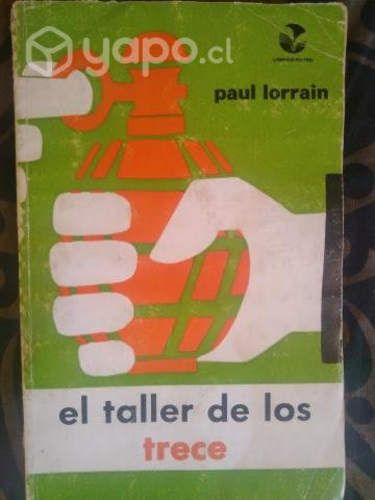 yapo.cl
paul lorrain
el taller de los
trece